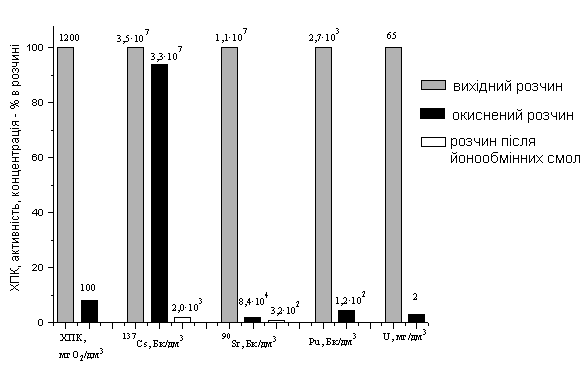 1200
3,5·10⁷
3,3·10⁷
1,1·10⁷
2,7·10³
65
100
80
60
40
20
0
ХПК, активність, концентрація - % в розчині
вихідний розчин
окиснений розчин
розчин після
йонообмінних смол
100
2,0·10³
8,4·10⁴
3,2·10²
1,2·10²
2
ХПК,
мг О₂/дм³
¹³⁷Cs, Бк/дм³
⁹⁰Sr, Бк/дм³
Pu, Бк/дм³
U, мг/дм³